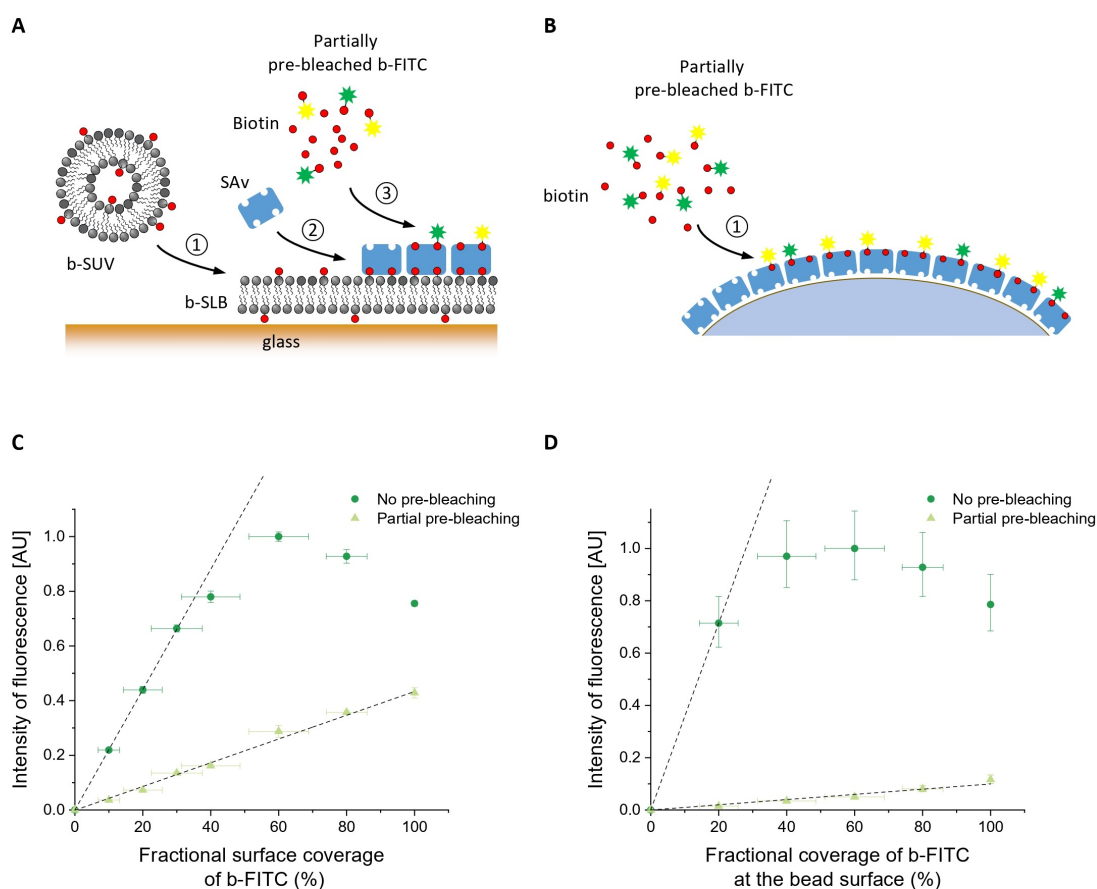 A
Partially
pre-bleached b-FITC
Biotin
SAv
b-SUV
1
2
3
b-SLB
glass
B
Partially
pre-bleached b-FITC
biotin
1
C
No pre-bleaching
Partial pre-bleaching
Intensity of fluorescence [AU]
1.0
0.8
0.6
0.4
0.2
0.0
0 20 40 60 80 100
Fractional surface coverage
of b-FITC (%)
D
No pre-bleaching
Partial pre-bleaching
Intensity of fluorescence [AU]
1.0
0.8
0.6
0.4
0.2
0.0
0 20 40 60 80 100
Fractional coverage of b-FITC
at the bead surface (%)